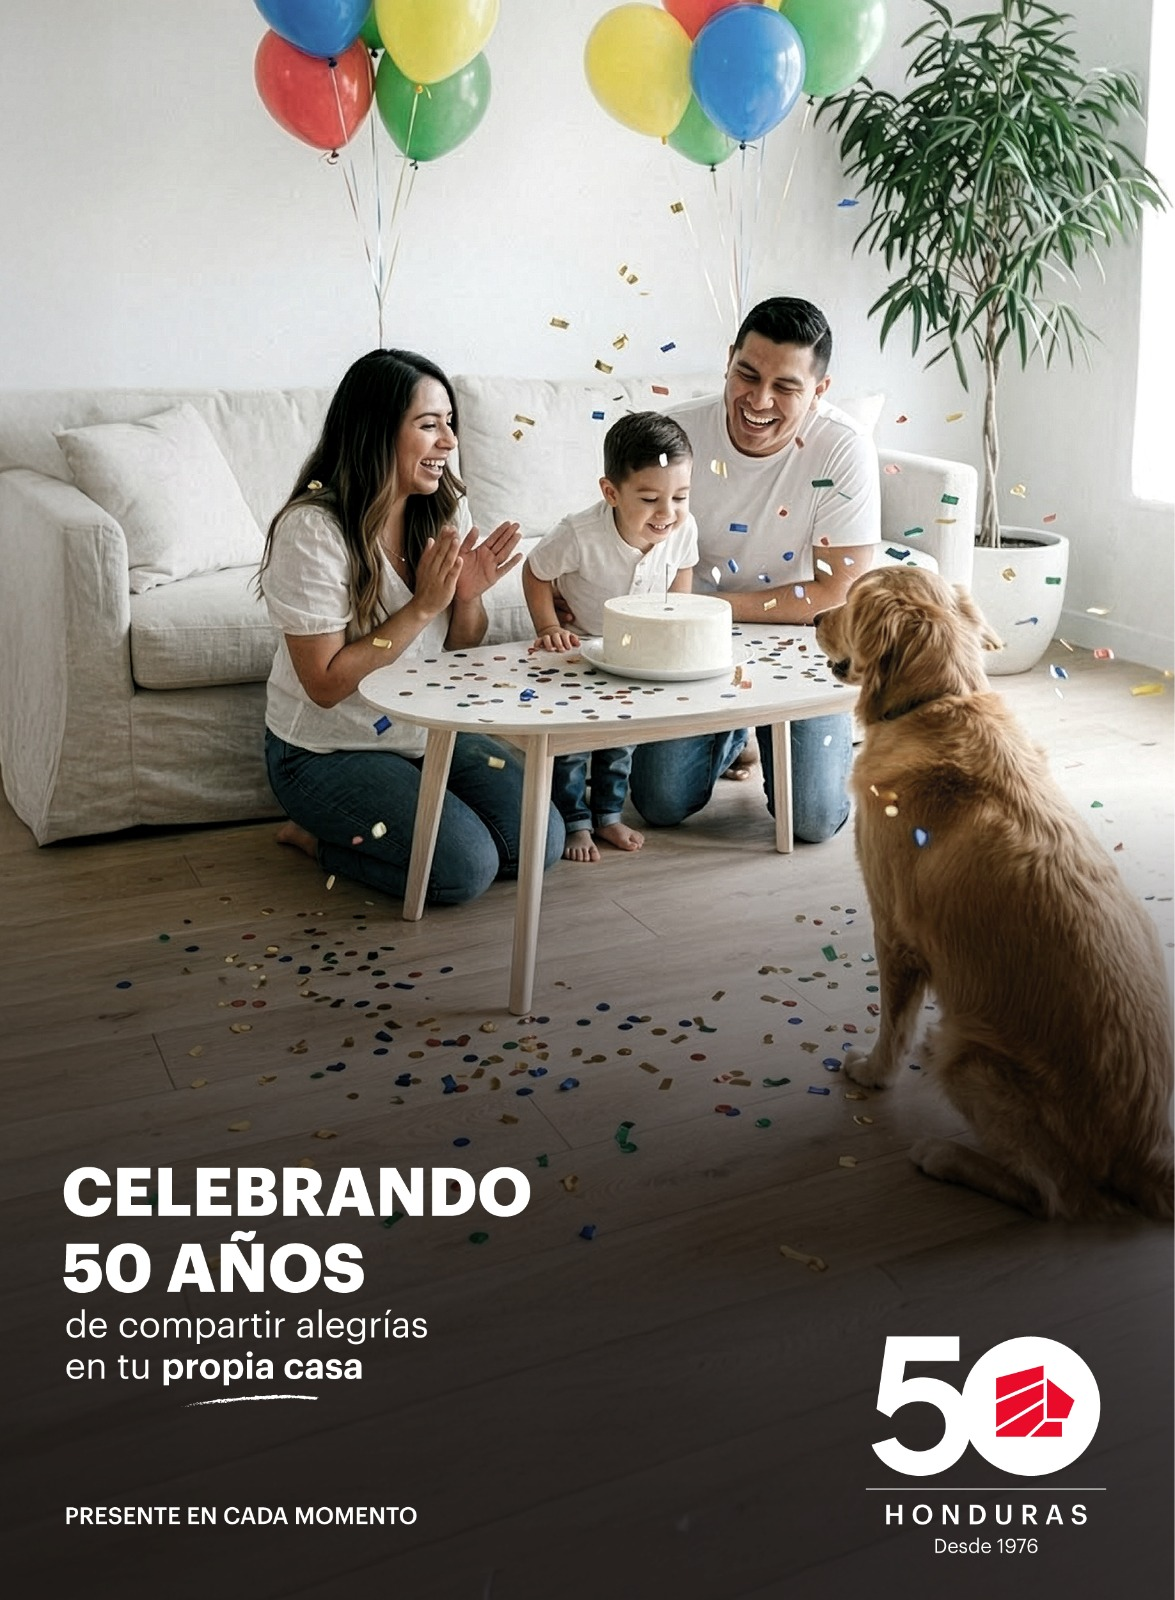 CELEBRANDO
50 AÑOS
de compartir alegrías
en tu propia casa
PRESENTE EN CADA MOMENTO
50
HONDURAS
Desde 1976